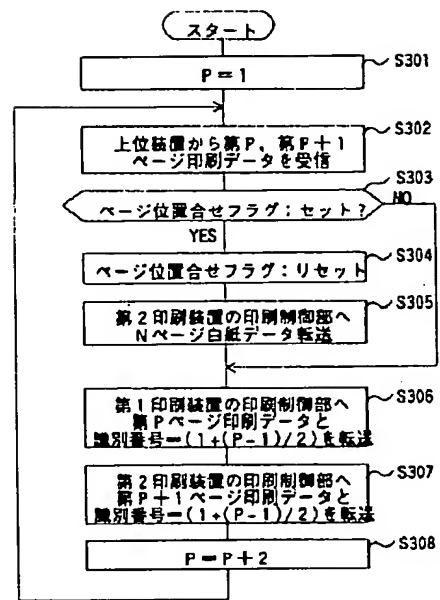 スタート
S301
P=1
S302
上位装置から第P,第P+1
ページ印刷データを受信
S303
ページ位置合せフラグ:セット?
NO
YES
S304
ページ位置合せフラグ:リセット
S305
第2印刷装置の印刷制御部へ
Nページ白紙データ転送
S306
第1印刷装置の印刷制御部へ
第Pページ印刷データと
識別番号=(1+(P-1)/2)を転送
S307
第2印刷装置の印刷制御部へ
第P+1ページ印刷データと
識別番号=(1+(P-1)/2)を転送
S308
P=P+2